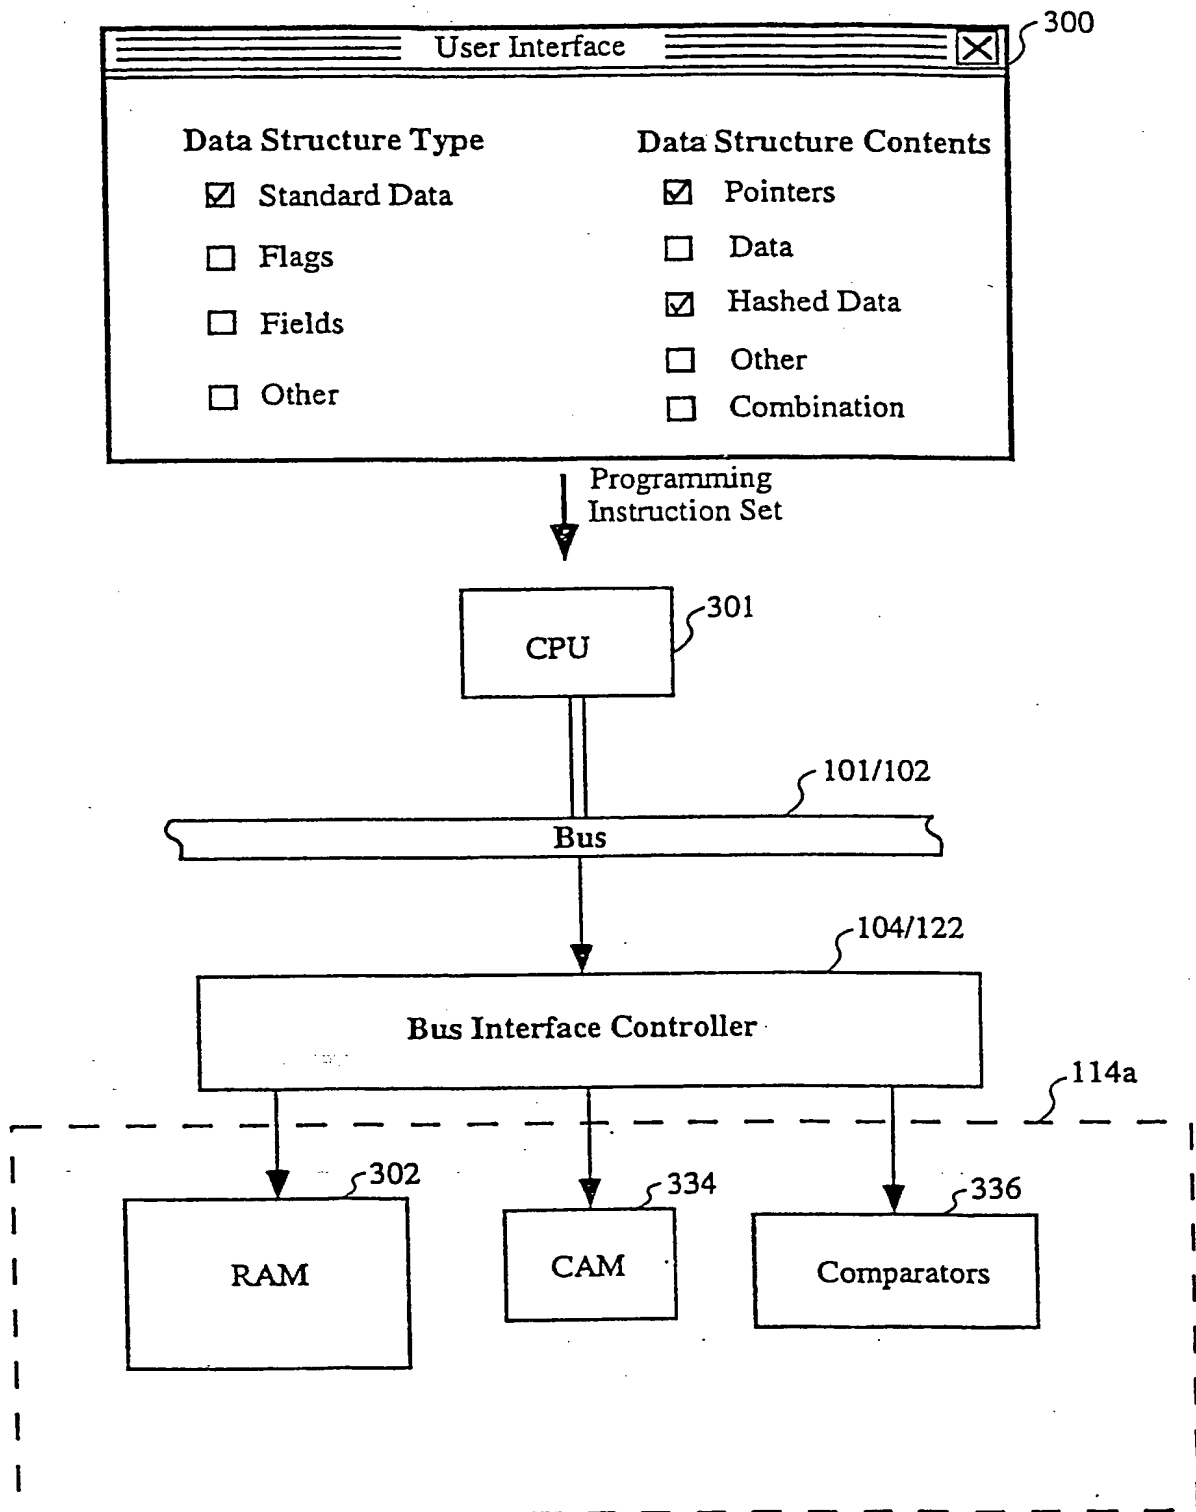 300
User Interface
Data Structure Type
Standard Data
Flags
Fields
Other
Data Structure Contents
Pointers
Data
Hashed Data
Other
Combination
Programming
Instruction Set
301
CPU
101/102
Bus
104/122
Bus Interface Controller
114a
302
RAM
334
CAM
336
Comparators